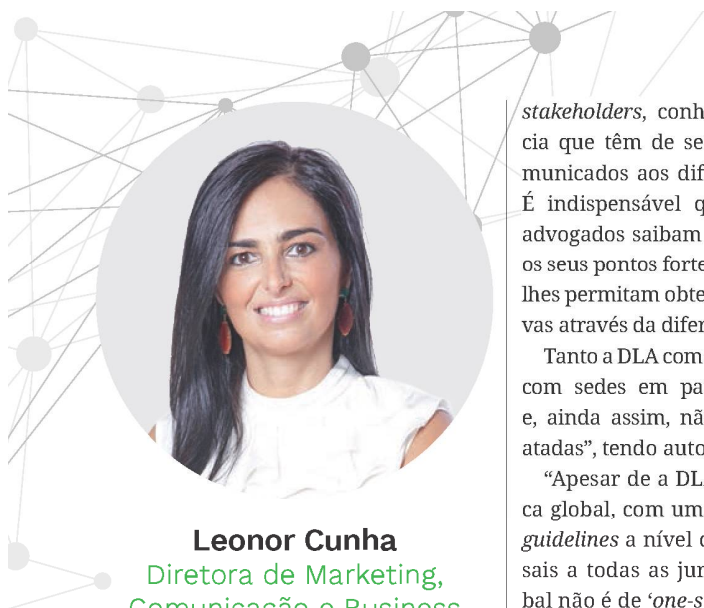 Leonor Cunha
Diretora de Marketing,
Comunicação e Business
stakeholders, conh
cia que têm de se
municados aos dif
É indispensável q
advogados saibam
os seus pontos forte
lhes permitam obte
vas através da difer
Tanto a DLA com
com sedes em pa
e, ainda assim, nã
atadas”, tendo auto
“Apesar de a DL
ca global, com um
guidelines a nível
sais a todas as jur
bal não é de ‘one-s